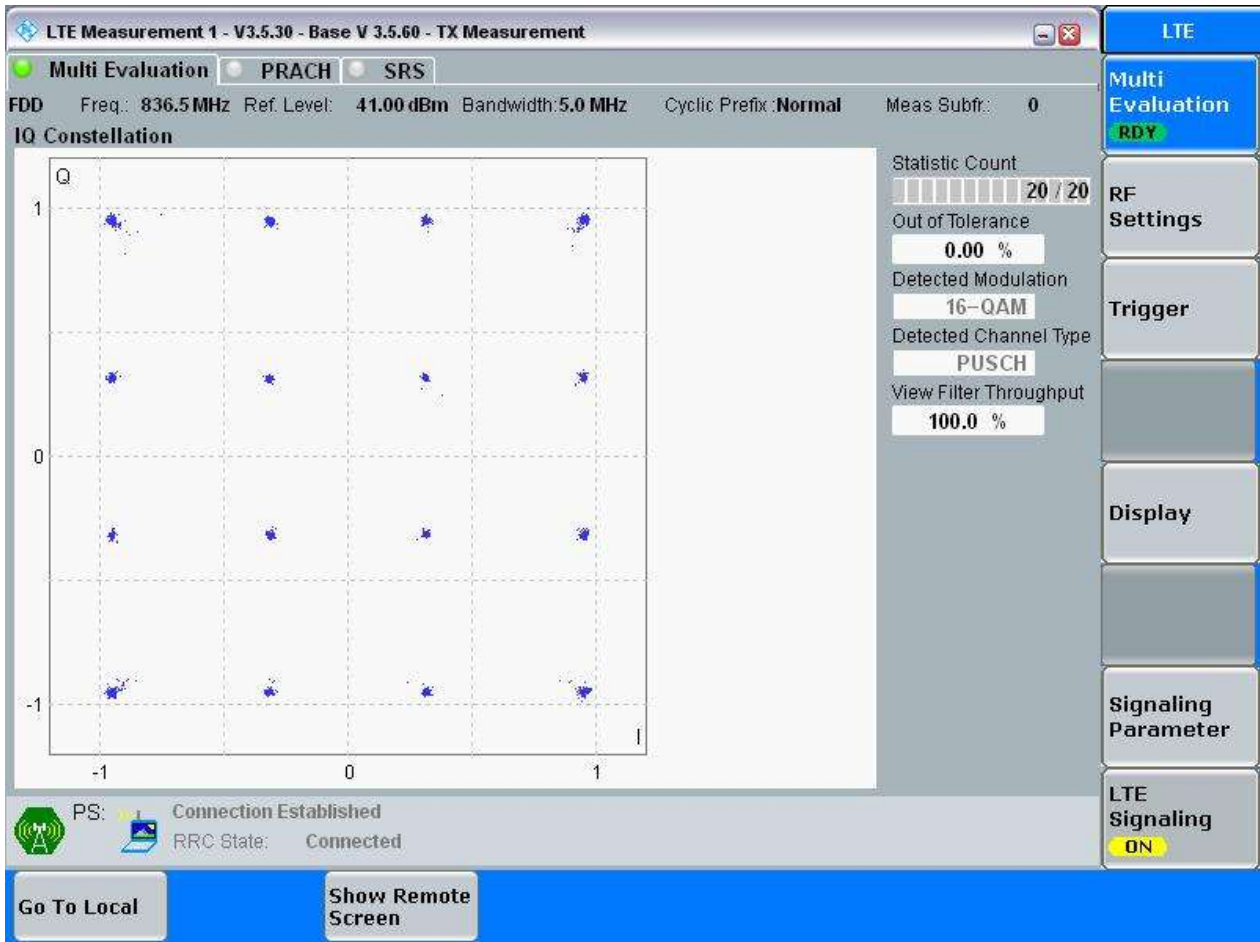 LTE Measurement 1 - V3.5.30 - Base V 3.5.60 - TX Measurement
LTE
Multi Evaluation PRACH SRS
FDD Freq.: 836.5 MHz Ref. Level: 41.00 dBm Bandwidth: 5.0 MHz Cyclic Prefix : Normal Meas Subfr.: 0
IQ Constellation
Q
1
0
-1
-1 0 1
I
Statistic Count
20 / 20
Out of Tolerance
0.00 %
Detected Modulation
16-QAM
Detected Channel Type
PUSCH
View Filter Throughput
100.0 %
Multi
Evaluation
RDY
RF
Settings
Trigger
Display
Signaling
Parameter
LTE
Signaling
ON
PS: Connection Established
RRC State: Connected
Go To Local
Show Remote
Screen